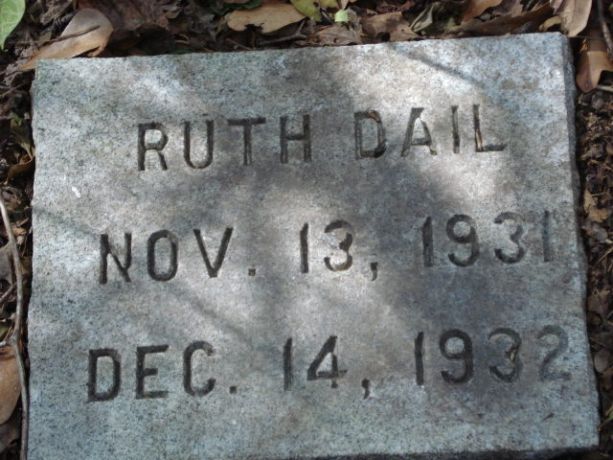 RUTH DAIL
NOV. 13, 1931
DEC. 14, 1932